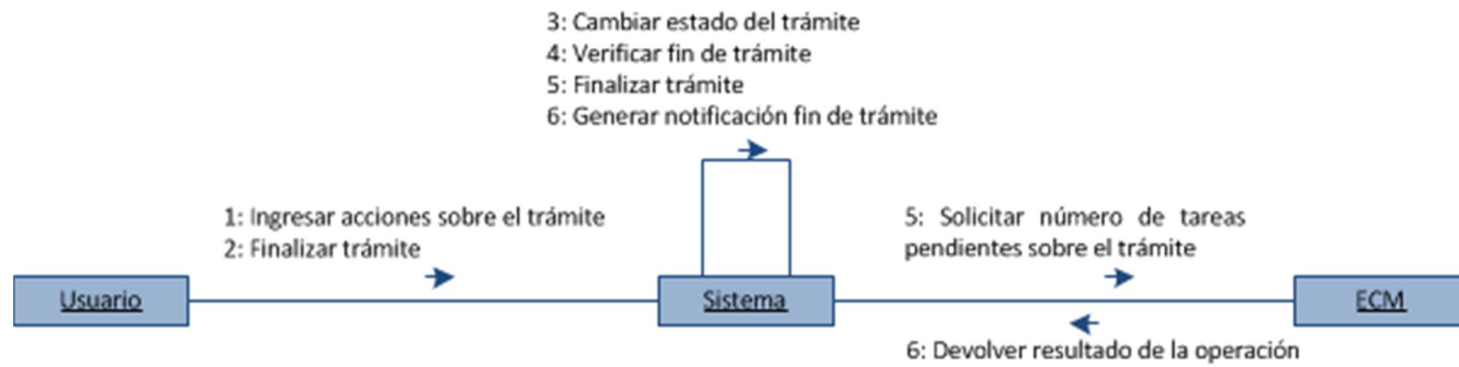 3: Cambiar estado del trámite
4: Verificar fin de trámite
5: Finalizar trámite
6: Generar notificación fin de trámite
1: Ingresar acciones sobre el trámite
2: Finalizar trámite
5: Solicitar número de tareas
pendientes sobre el trámite
Usuario
Sistema
ECM
6: Devolver resultado de la operación